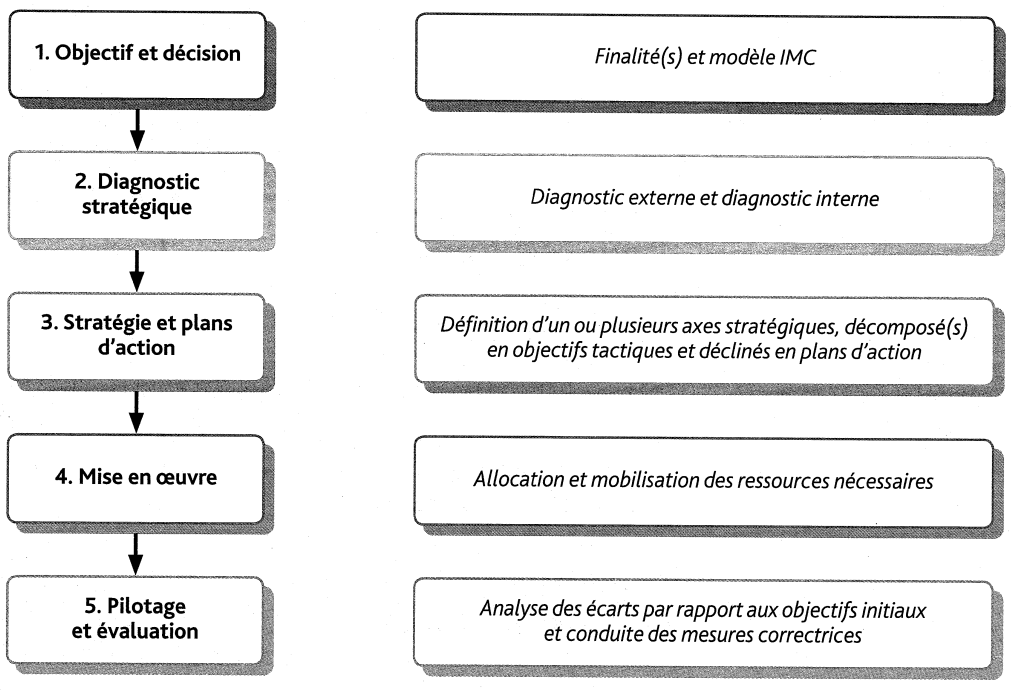 1. Objectif et décision
Finalité(s) et modèle IMC
2. Diagnostic
stratégique
Diagnostic externe et diagnostic interne
3. Stratégie et plans
d'action
Définition d'un ou plusieurs axes stratégiques, décomposé(s)
en objectifs tactiques et déclinés en plans d'action
4. Mise en œuvre
Allocation et mobilisation des ressources nécessaires
5. Pilotage
et évaluation
Analyse des écarts par rapport aux objectifs initiaux
et conduite des mesures correctrices